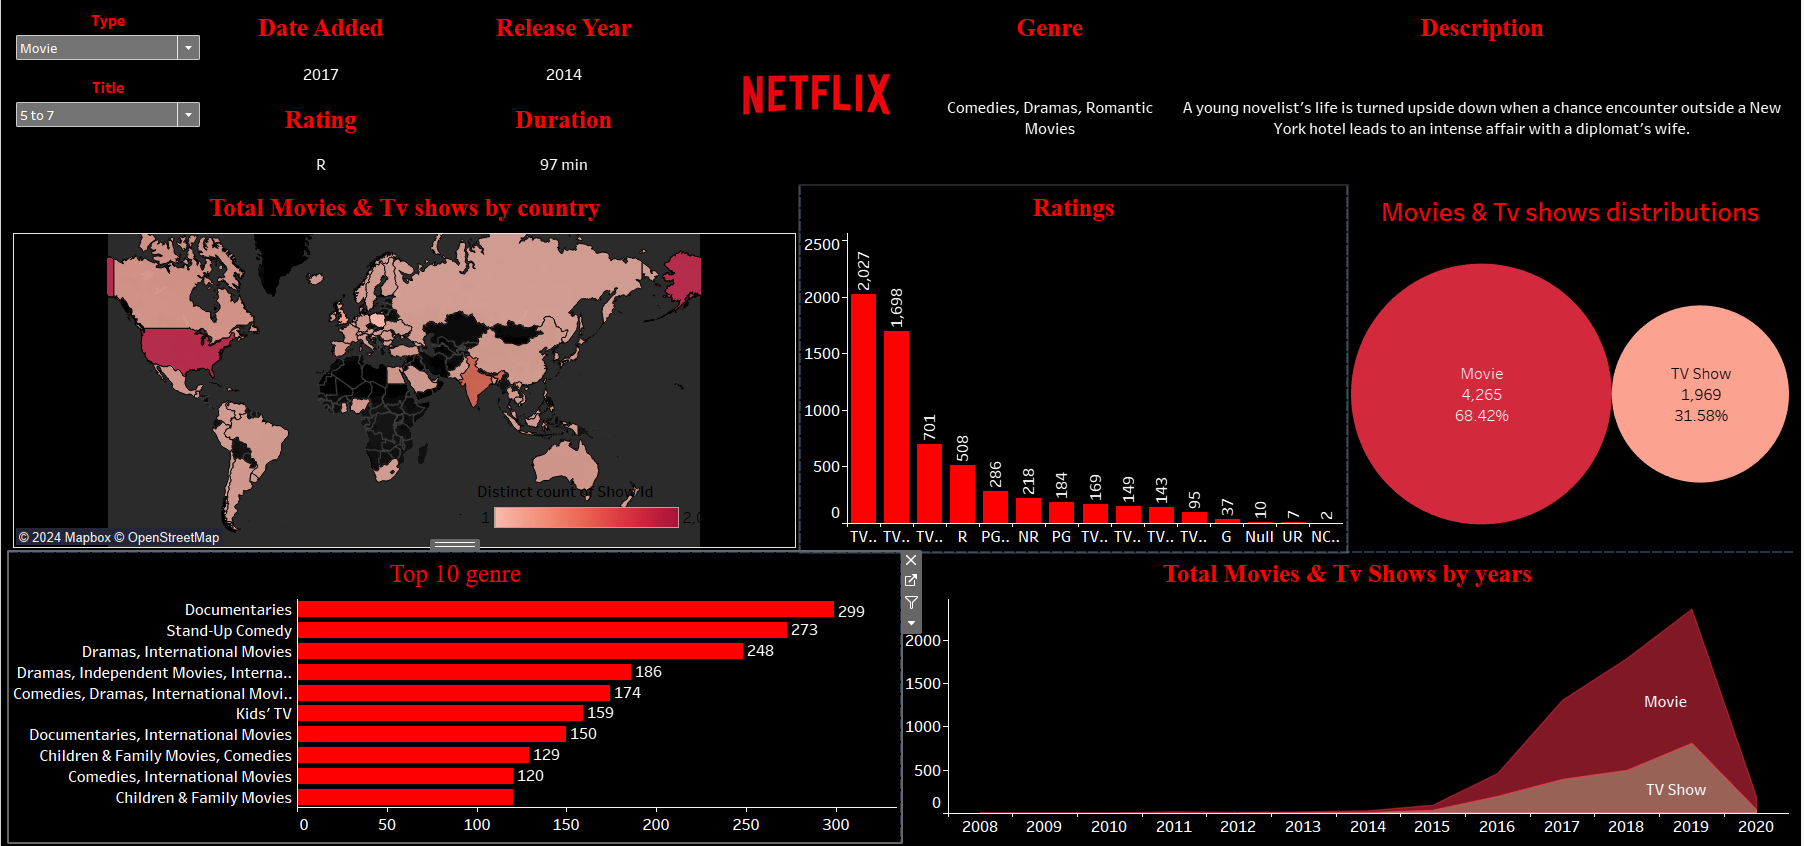 Type
Movie
Title
5 to 7
Date Added
2017
Release Year
2014
Rating
R
Duration
97 min
NETFLIX
Genre
Comedies, Dramas, Romantic
Movies
Description
A young novelist’s life is turned upside down when a chance encounter outside a New
York hotel leads to an intense affair with a diplomat’s wife.
Total Movies & Tv shows by country
Distinct count of Show Id
1 2,0
© 2024 Mapbox © OpenStreetMap
Ratings
2500
2000
1500
1000
500
0
2,027 1,698 701 508 286 218 184 169 149 143 95 37 10 7 2
TV.. TV.. TV.. R PG.. NR PG TV.. TV.. TV.. TV.. G Null UR NC..
Movies & Tv shows distributions
Movie
4,265
68.42%
TV Show
1,969
31.58%
Top 10 genre
Documentaries 299
Stand-Up Comedy 273
Dramas, International Movies 248
Dramas, Independent Movies, Interna.. 186
Comedies, Dramas, International Movi.. 174
Kids’ TV 159
Documentaries, International Movies 150
Children & Family Movies, Comedies 129
Comedies, International Movies 120
Children & Family Movies
0 50 100 150 200 250 300
Total Movies & Tv Shows by years
2000
1500
1000
500
0
Movie
TV Show
2008 2009 2010 2011 2012 2013 2014 2015 2016 2017 2018 2019 2020